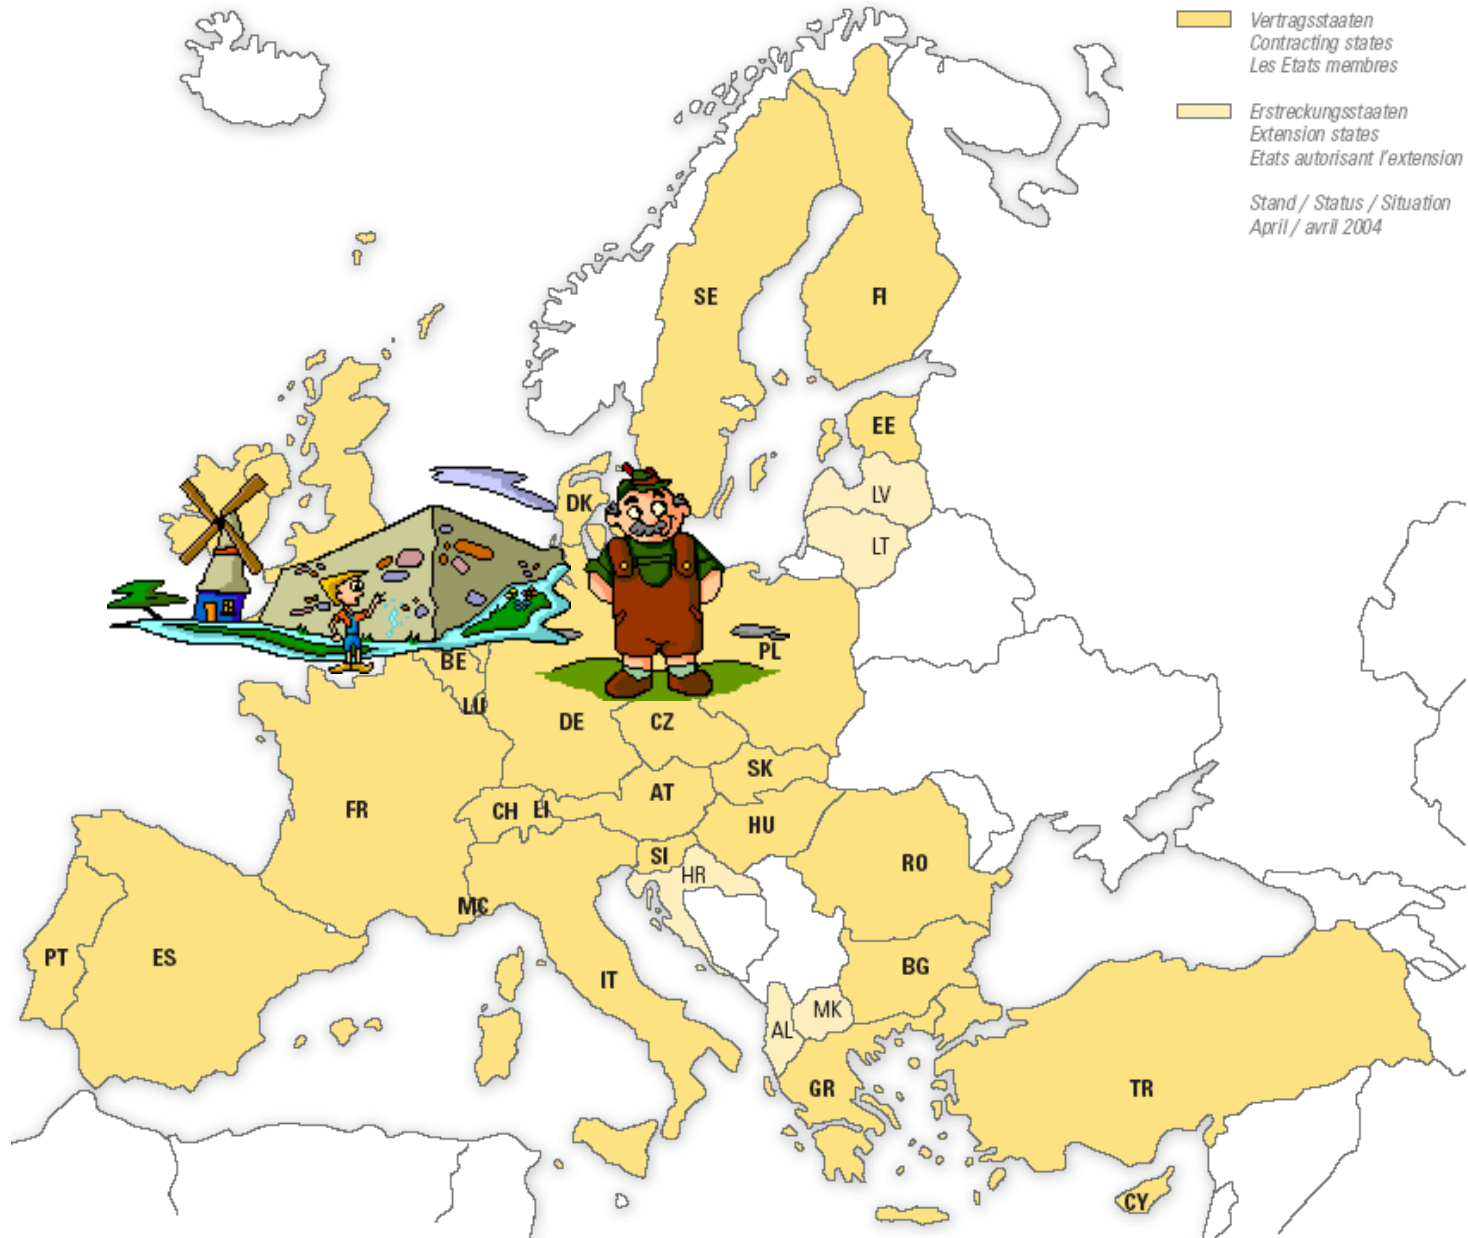 Vertragsstaaten
Contracting states
Les Etats membres
Erstreckungsstaaten
Extension states
Etats autorisant l'extension
Stand / Status / Situation
April / avril 2004
SE
FI
EE
LV
DK
LT
BE
PL
LU
DE
CZ
SK
AT
FR
CH
LI
HU
SI
RO
HR
MC
PT
ES
BG
IT
MK
AL
GR
TR
CY